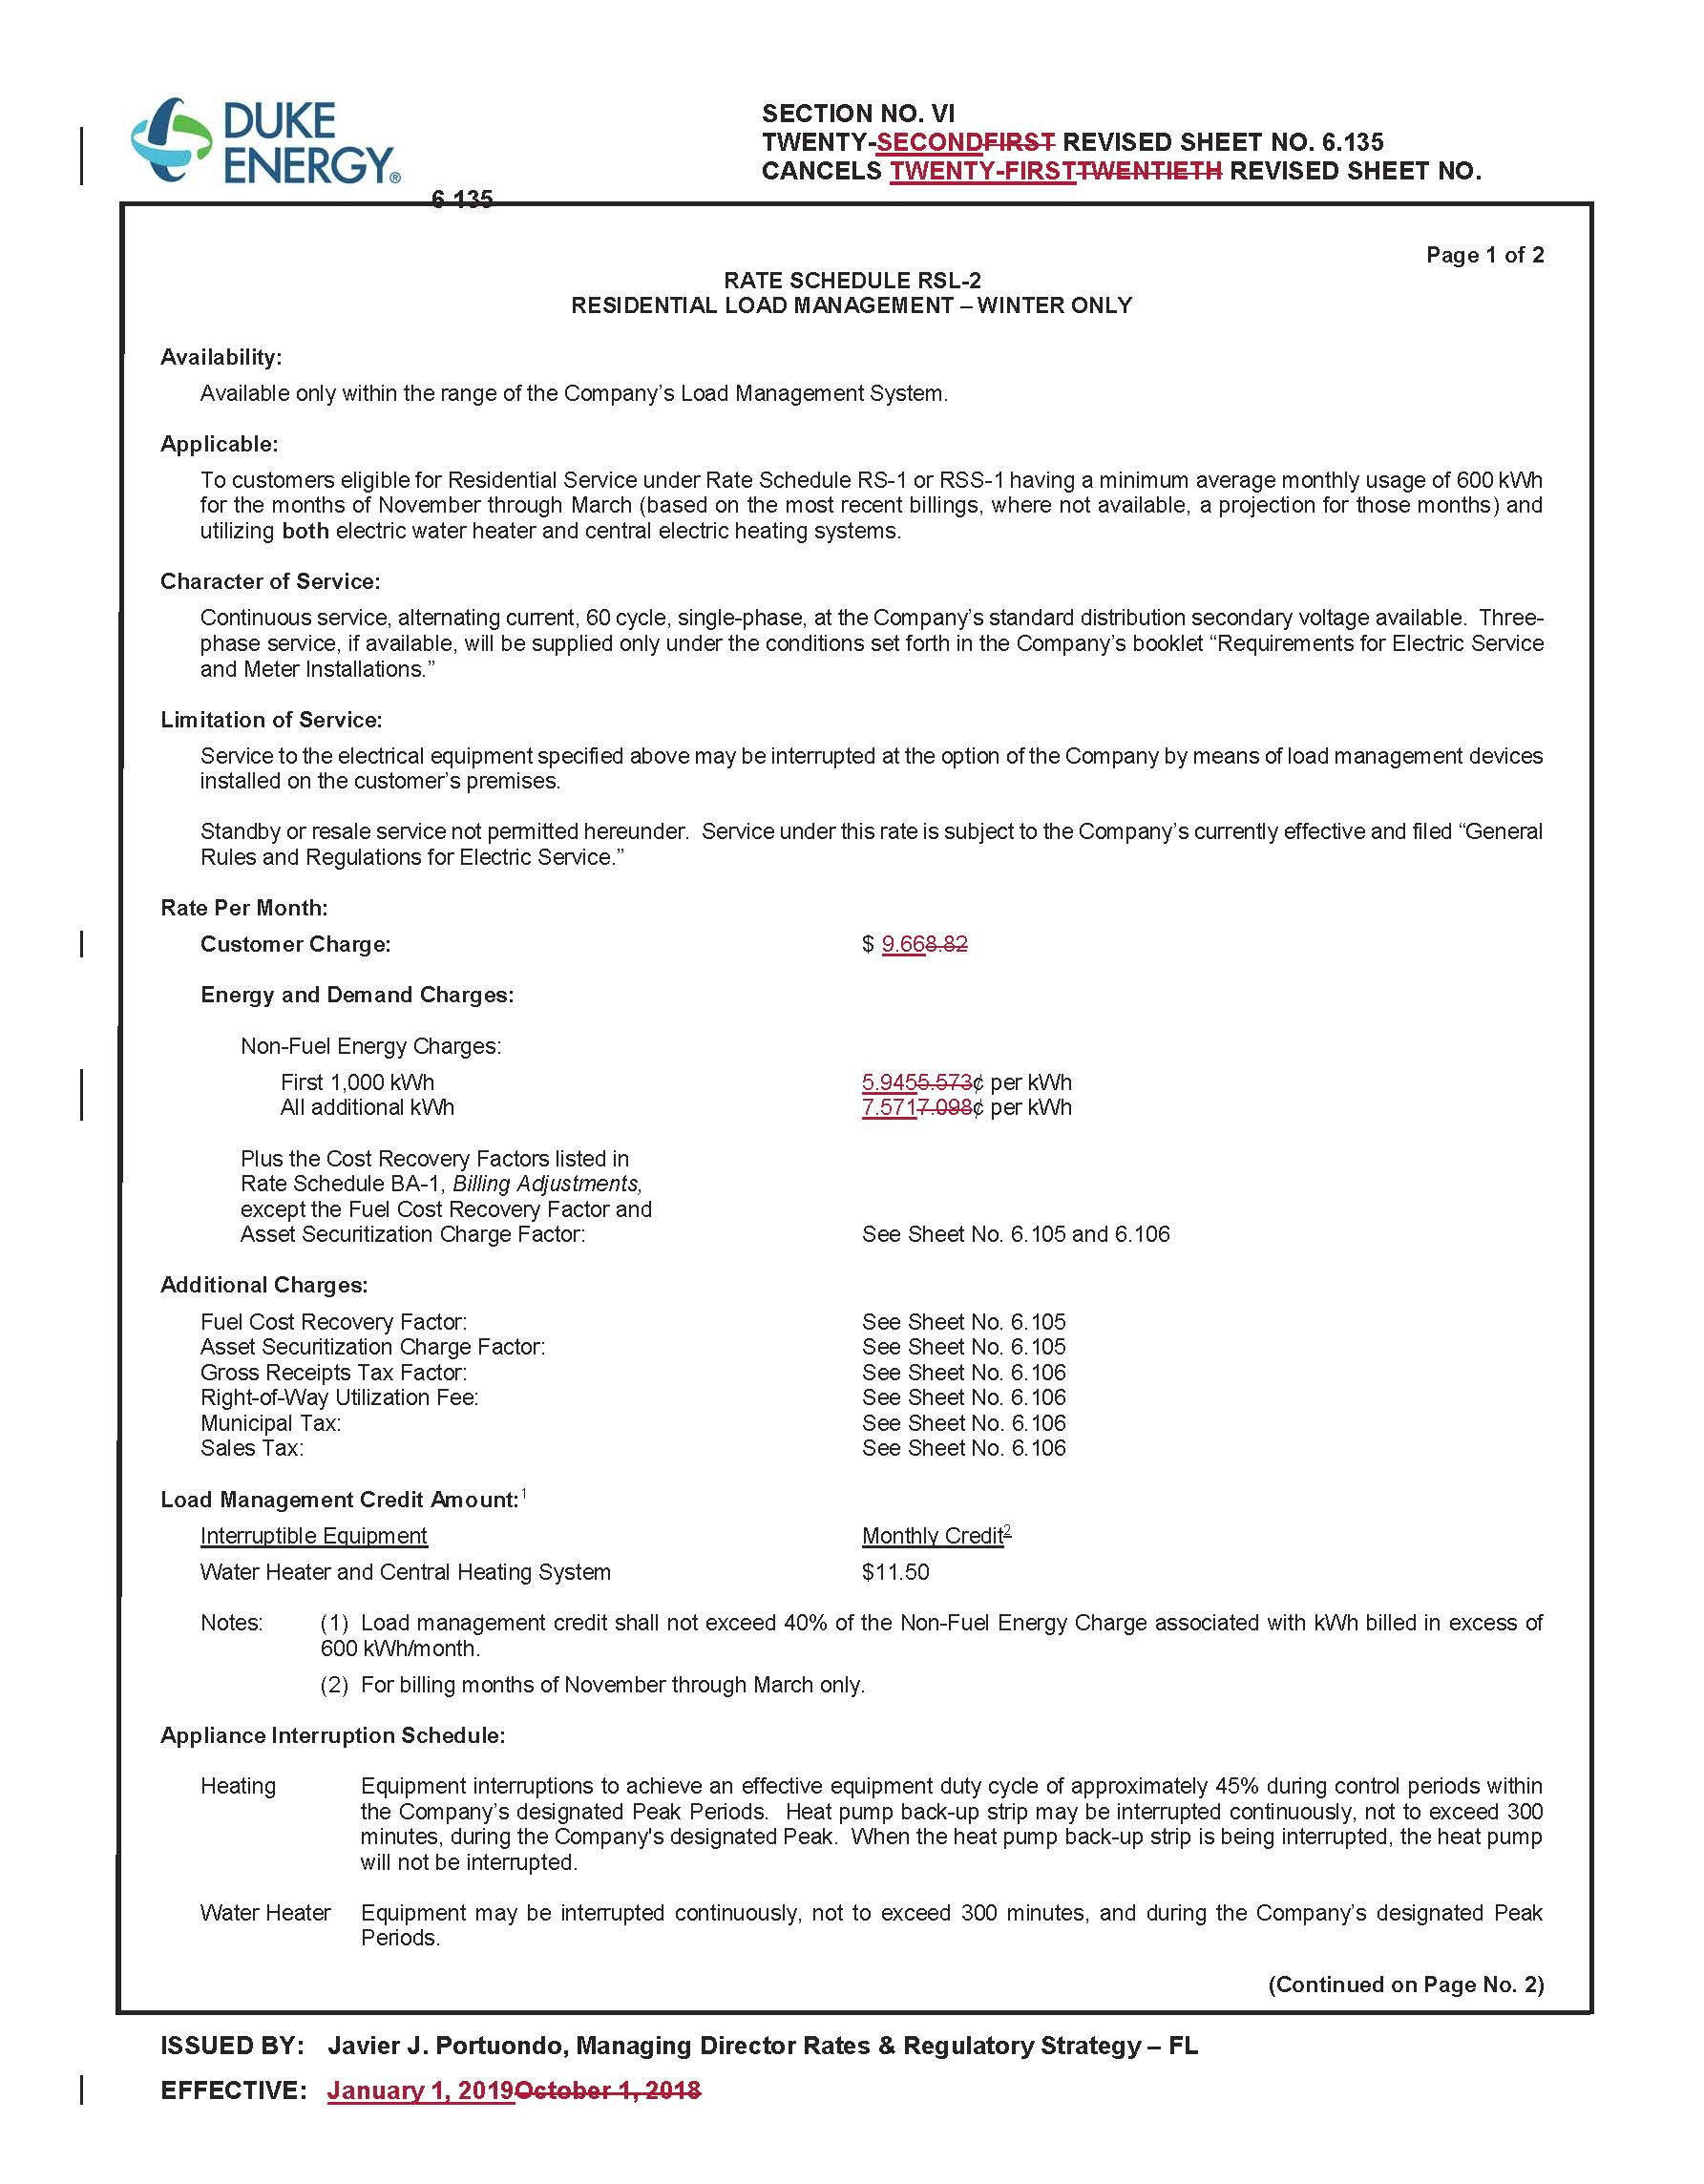 DUKE
ENERGY®
SECTION NO. VI
TWENTY-SECONDFIRST REVISED SHEET NO. 6.135
CANCELS TWENTY-FIRSTTWENTIETH REVISED SHEET NO.
6.135
Page 1 of 2
RATE SCHEDULE RSL-2
RESIDENTIAL LOAD MANAGEMENT – WINTER ONLY
Availability:
Available only within the range of the Company’s Load Management System.
Applicable:
To customers eligible for Residential Service under Rate Schedule RS-1 or RSS-1 having a minimum average monthly usage of 600 kWh
for the months of November through March (based on the most recent billings, where not available, a projection for those months) and
utilizing both electric water heater and central electric heating systems.
Character of Service:
Continuous service, alternating current, 60 cycle, single-phase, at the Company’s standard distribution secondary voltage available. Three-
phase service, if available, will be supplied only under the conditions set forth in the Company’s booklet “Requirements for Electric Service
and Meter Installations.”
Limitation of Service:
Service to the electrical equipment specified above may be interrupted at the option of the Company by means of load management devices
installed on the customer’s premises.
Standby or resale service not permitted hereunder. Service under this rate is subject to the Company’s currently effective and filed “General
Rules and Regulations for Electric Service.”
Rate Per Month:
Customer Charge: $ 9.668.82
Energy and Demand Charges:
Non-Fuel Energy Charges:
First 1,000 kWh 5.9455.573¢ per kWh
All additional kWh 7.5717.098¢ per kWh
Plus the Cost Recovery Factors listed in
Rate Schedule BA-1, Billing Adjustments,
except the Fuel Cost Recovery Factor and
Asset Securitization Charge Factor: See Sheet No. 6.105 and 6.106
Additional Charges:
Fuel Cost Recovery Factor: See Sheet No. 6.105
Asset Securitization Charge Factor: See Sheet No. 6.105
Gross Receipts Tax Factor: See Sheet No. 6.106
Right-of-Way Utilization Fee: See Sheet No. 6.106
Municipal Tax: See Sheet No. 6.106
Sales Tax: See Sheet No. 6.106
Load Management Credit Amount:1
Interruptible Equipment Monthly Credit2
Water Heater and Central Heating System $11.50
Notes: (1) Load management credit shall not exceed 40% of the Non-Fuel Energy Charge associated with kWh billed in excess of
600 kWh/month.
(2) For billing months of November through March only.
Appliance Interruption Schedule:
Heating Equipment interruptions to achieve an effective equipment duty cycle of approximately 45% during control periods within
the Company’s designated Peak Periods. Heat pump back-up strip may be interrupted continuously, not to exceed 300
minutes, during the Company's designated Peak. When the heat pump back-up strip is being interrupted, the heat pump
will not be interrupted.
Water Heater Equipment may be interrupted continuously, not to exceed 300 minutes, and during the Company’s designated Peak
Periods.
(Continued on Page No. 2)
ISSUED BY: Javier J. Portuondo, Managing Director Rates & Regulatory Strategy – FL
EFFECTIVE: January 1, 2019October 1, 2018